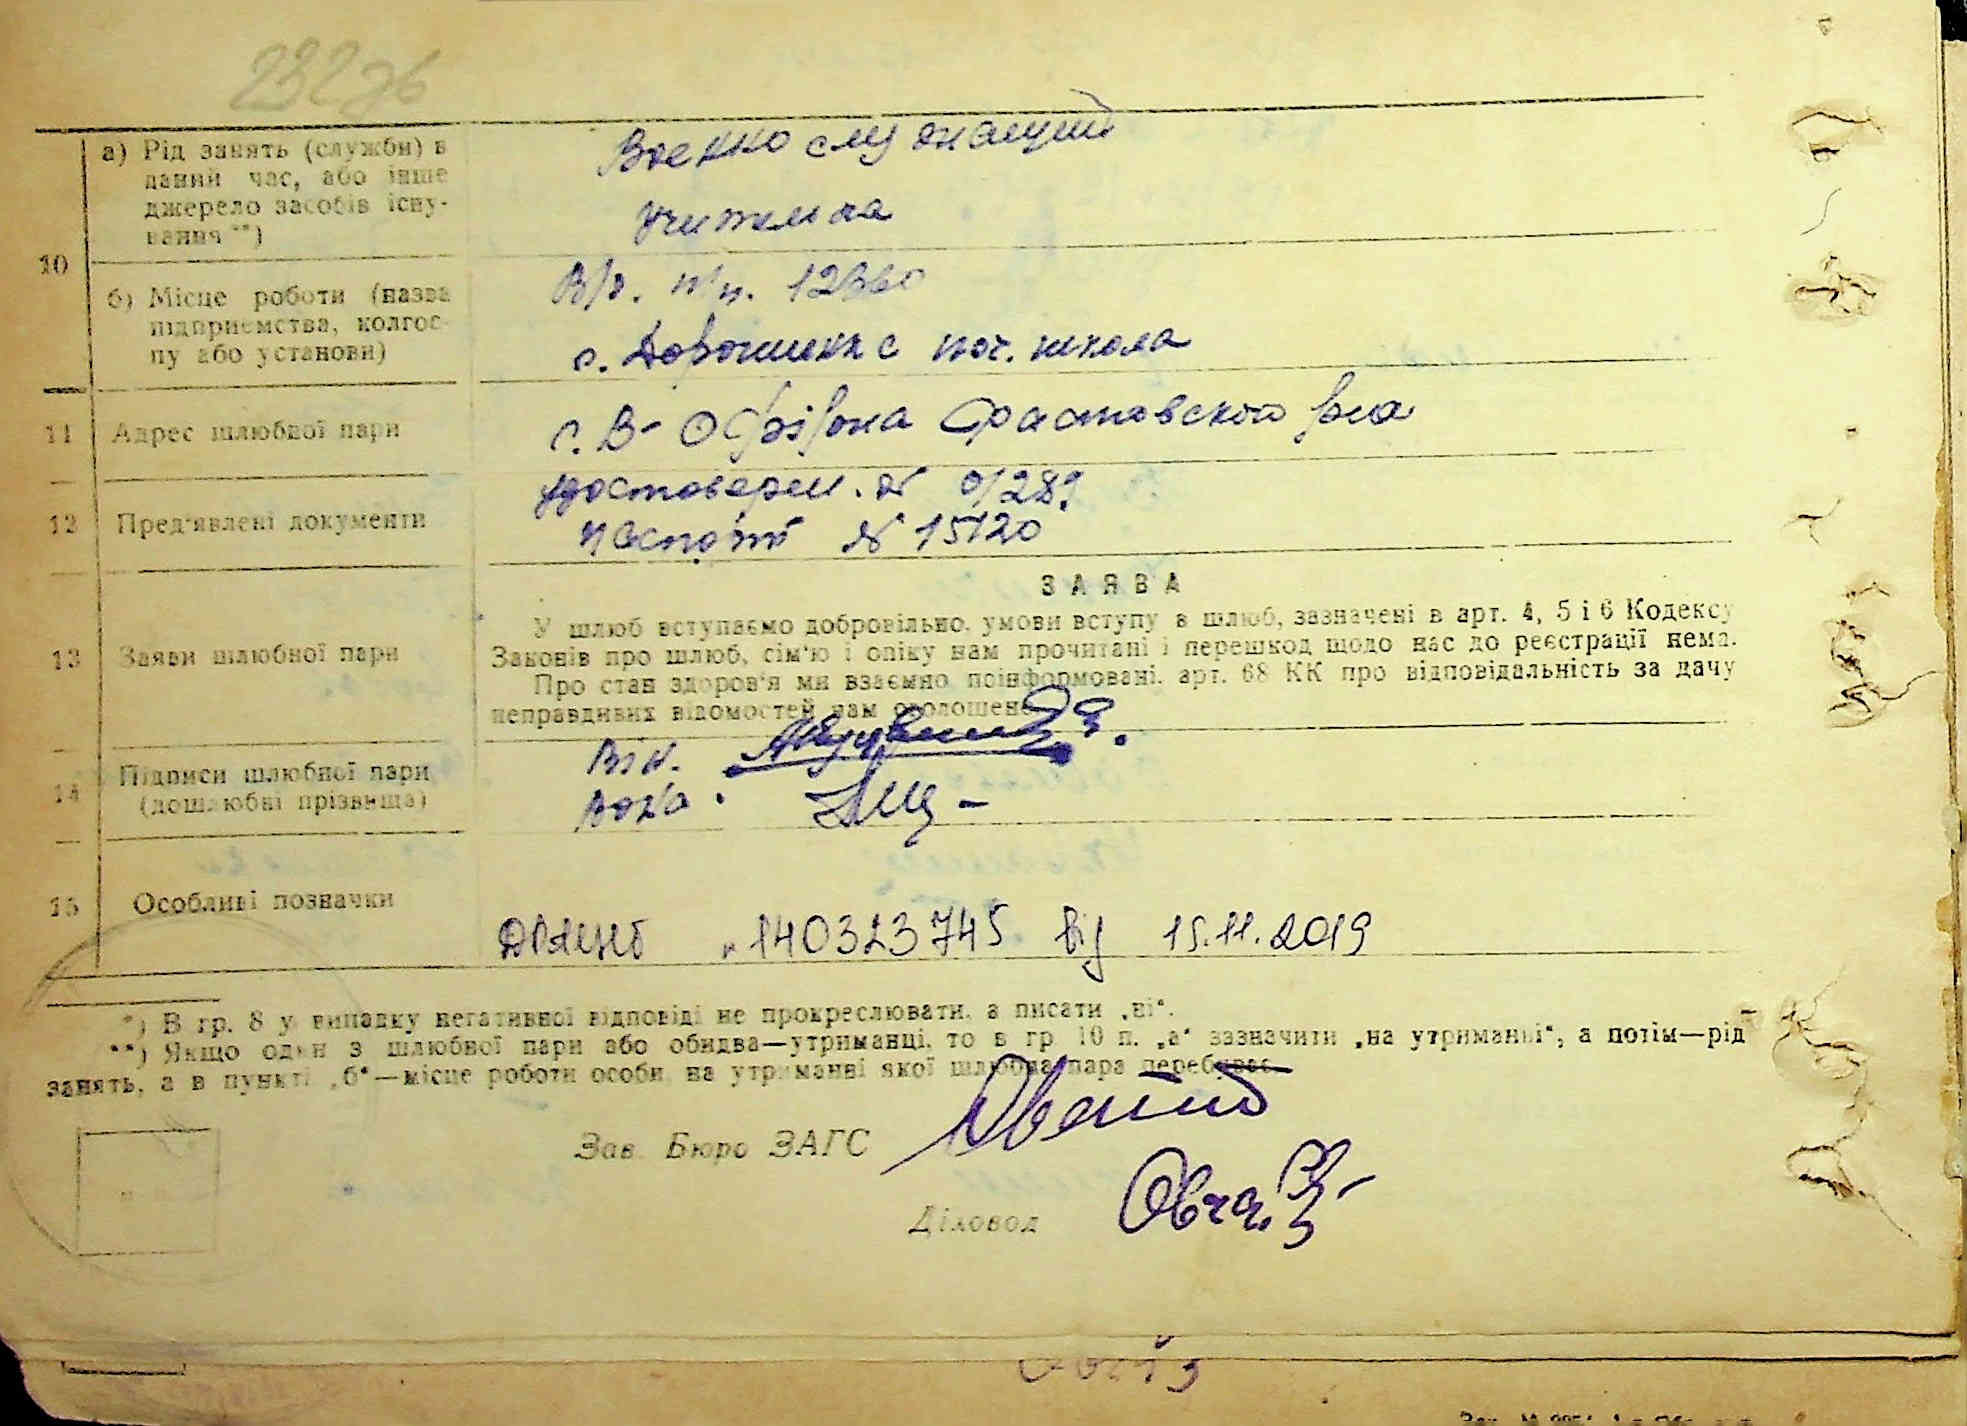 10
а) Рід занять (служби) в
даний час, або інше
джерело засобів існу-
вання **)
Военнослужащий
учителька
б) Місце роботи (назва
підприємства, колгос-
пу або установи)
В/ч. п/п.
с. поч. школа
11 Адрес шлюбної пари
с. В- Фастовского р-на
12 Пред'явлені документи
удостоверен. № 0/289
паспорт № 15120
13 Заяви шлюбної пари
ЗАЯВА
У шлюб вступаємо добровільно, умови вступу в шлюб, зазначені в арт. 4, 5 і 6 Кодексу
Законів про шлюб, сім'ю і опіку нам прочитані і перешкод щодо нас до реєстрації нема.
Про стан здоров'я ми взаємно поінформовані, арт. 68 КК про відповідальність за дачу
неправдивих відомостей нам оголошено.
14 Підписи шлюбної пари
(дошлюбні прізвища)
Він.
Вона.
15 Особливі позначки
ДРАЦНБ №140323745 від 15.11.2019
*) В гр. 8 у випадку негативної відповіді не прокреслювати, а писати „ні“.
**) Якщо один з шлюбної пари або обидва—утриманці, то в гр. 10 п. „а“ зазначити „на утриманні“, а потім—рід
занять, а в пункті „б“—місце роботи особи, на утриманні якої шлюбна пара перебуває.
Зав. Бюро ЗАГС
Діловод